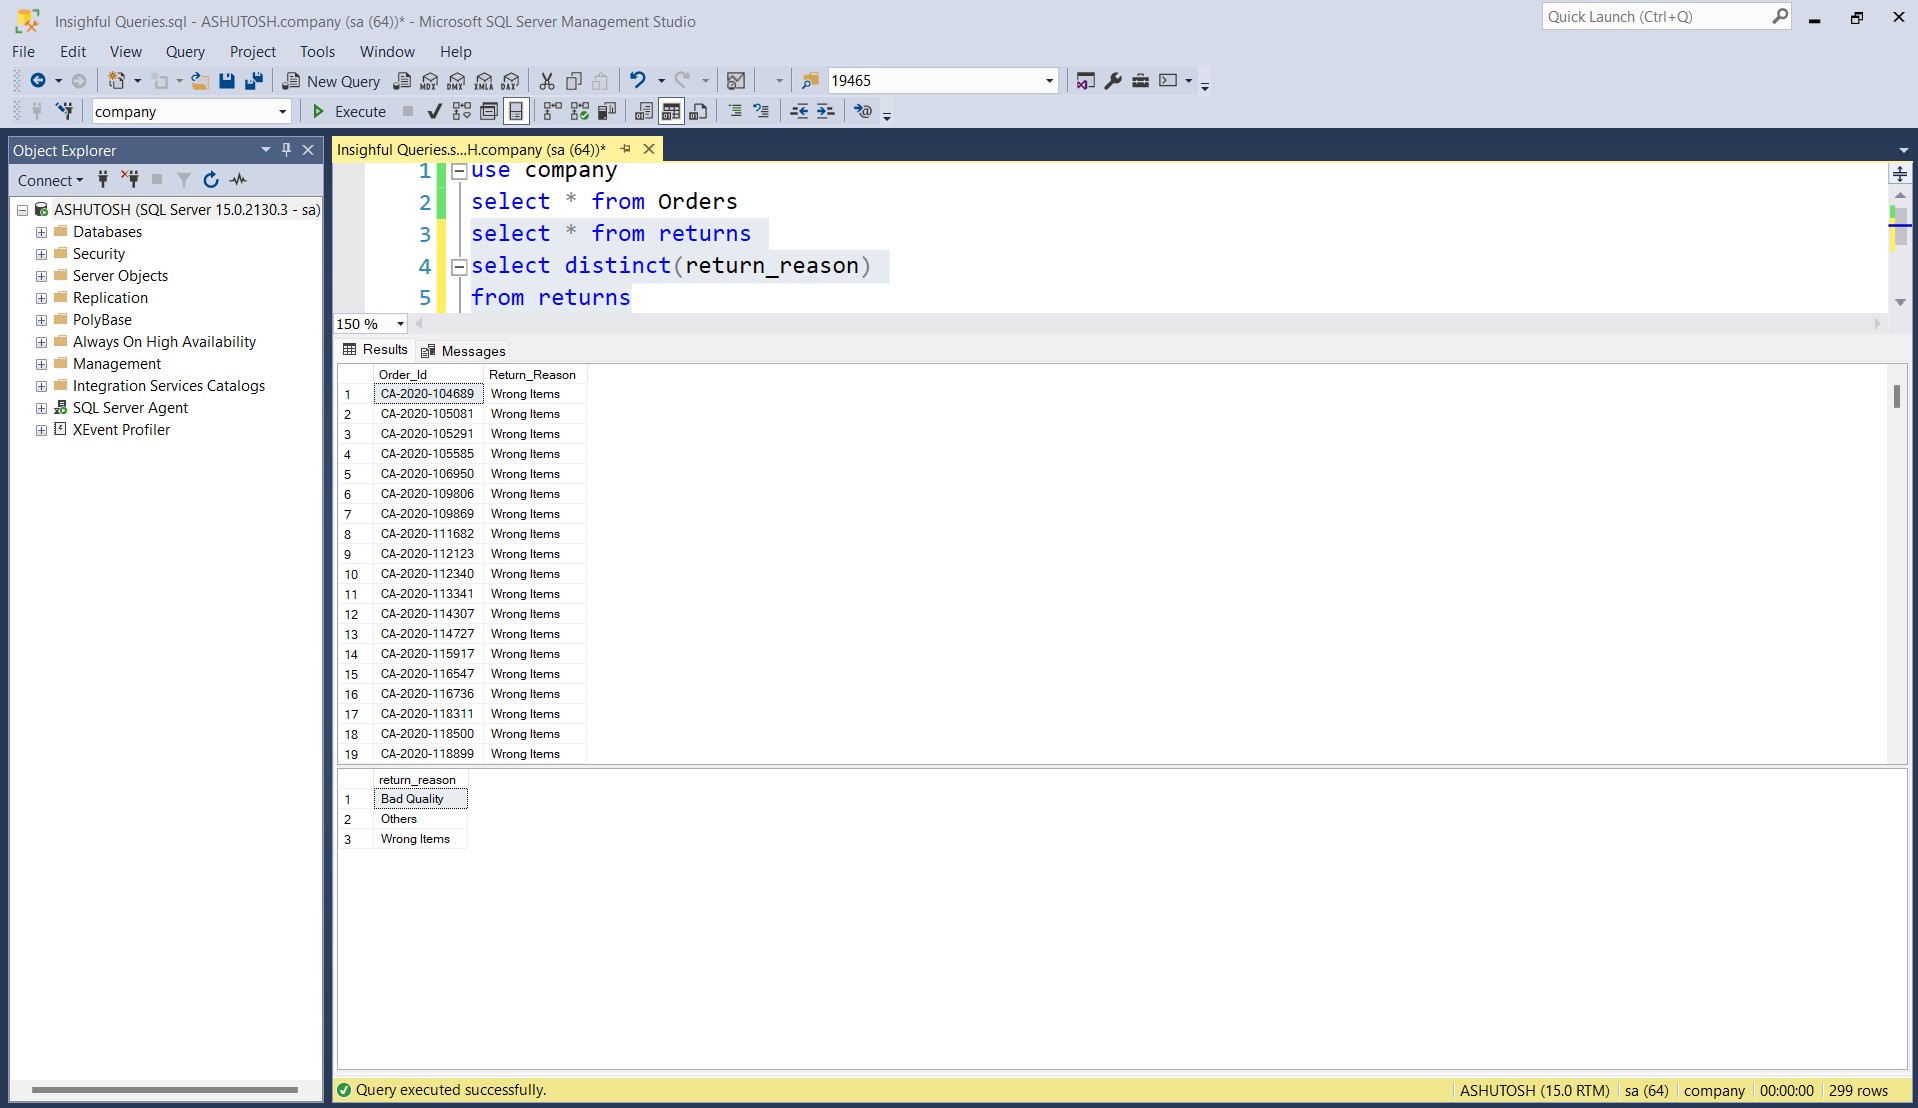 Insighful Queries.sql - ASHUTOSH.company (sa (64))* - Microsoft SQL Server Management Studio
Quick Launch (Ctrl+Q)
File Edit View Query Project Tools Window Help
New Query MDX DMX XMLA DAX 19465
company Execute
Object Explorer
Insighful Queries.s...H.company (sa (64))*
Connect
ASHUTOSH (SQL Server 15.0.2130.3 - sa)
Databases
Security
Server Objects
Replication
PolyBase
Always On High Availability
Management
Integration Services Catalogs
SQL Server Agent
XEvent Profiler
1 use company
2 select * from Orders
3 select * from returns
4 select distinct(return_reason)
5 from returns
150 %
Results Messages
Order_Id Return_Reason
1 CA-2020-104689 Wrong Items
2 CA-2020-105081 Wrong Items
3 CA-2020-105291 Wrong Items
4 CA-2020-105585 Wrong Items
5 CA-2020-106950 Wrong Items
6 CA-2020-109806 Wrong Items
7 CA-2020-109869 Wrong Items
8 CA-2020-111682 Wrong Items
9 CA-2020-112123 Wrong Items
10 CA-2020-112340 Wrong Items
11 CA-2020-113341 Wrong Items
12 CA-2020-114307 Wrong Items
13 CA-2020-114727 Wrong Items
14 CA-2020-115917 Wrong Items
15 CA-2020-116547 Wrong Items
16 CA-2020-116736 Wrong Items
17 CA-2020-118311 Wrong Items
18 CA-2020-118500 Wrong Items
19 CA-2020-118899 Wrong Items
return_reason
1 Bad Quality
2 Others
3 Wrong Items
Query executed successfully. ASHUTOSH (15.0 RTM) sa (64) company 00:00:00 299 rows